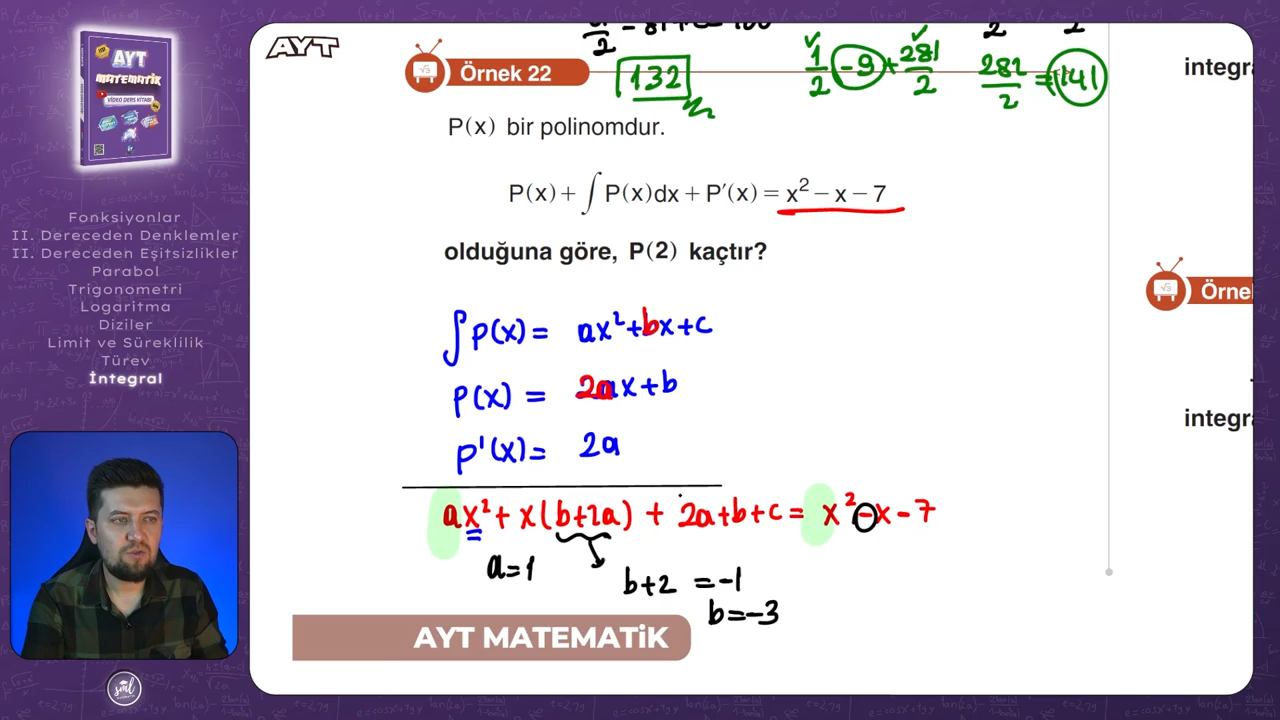 AYT
AYT
MATEMATİK
VİDEO DERS KİTABI
Fonksiyonlar
II. Dereceden Denklemler
II. Dereceden Eşitsizlikler
Parabol
Trigonometri
Logaritma
Diziler
Limit ve Süreklilik
Türev
İntegral
sml
Örnek 22
132
1/2 -9 + 281/2
282/2 = 141
P(x) bir polinomdur.
P(x) + ∫ P(x)dx + P′(x) = x² − x − 7
olduğuna göre, P(2) kaçtır?
∫ P(x) = ax²+bx+c
P(x) = 2ax+b
P'(x) = 2a
ax² + x(b+2a) + 2a+b+c = x² - x - 7
a=1
b+2 = -1
b=-3
AYT MATEMATİK
integra
Örne
integra